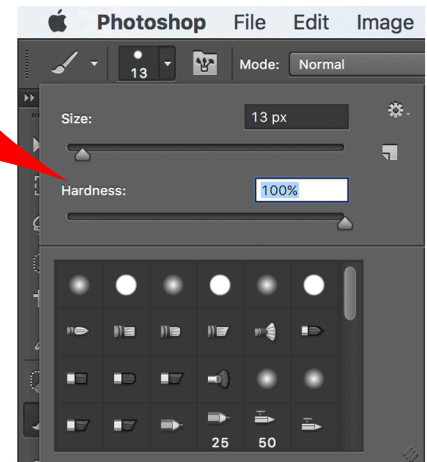 Photoshop File Edit Image
13 Mode: Normal
Size: 13 px
Hardness: 100%
25 50